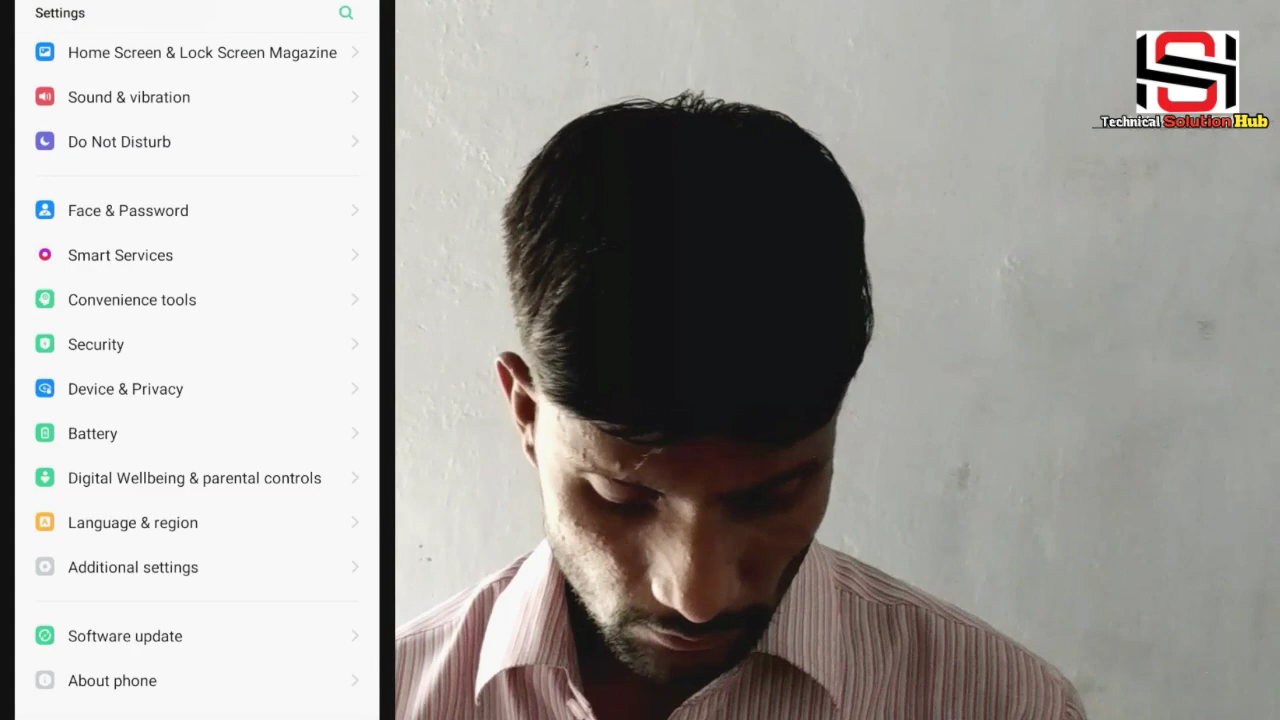 Settings
Home Screen & Lock Screen Magazine
Sound & vibration
Do Not Disturb
Face & Password
Smart Services
Convenience tools
Security
Device & Privacy
Battery
Digital Wellbeing & parental controls
Language & region
Additional settings
Software update
About phone
Technical Solution Hub